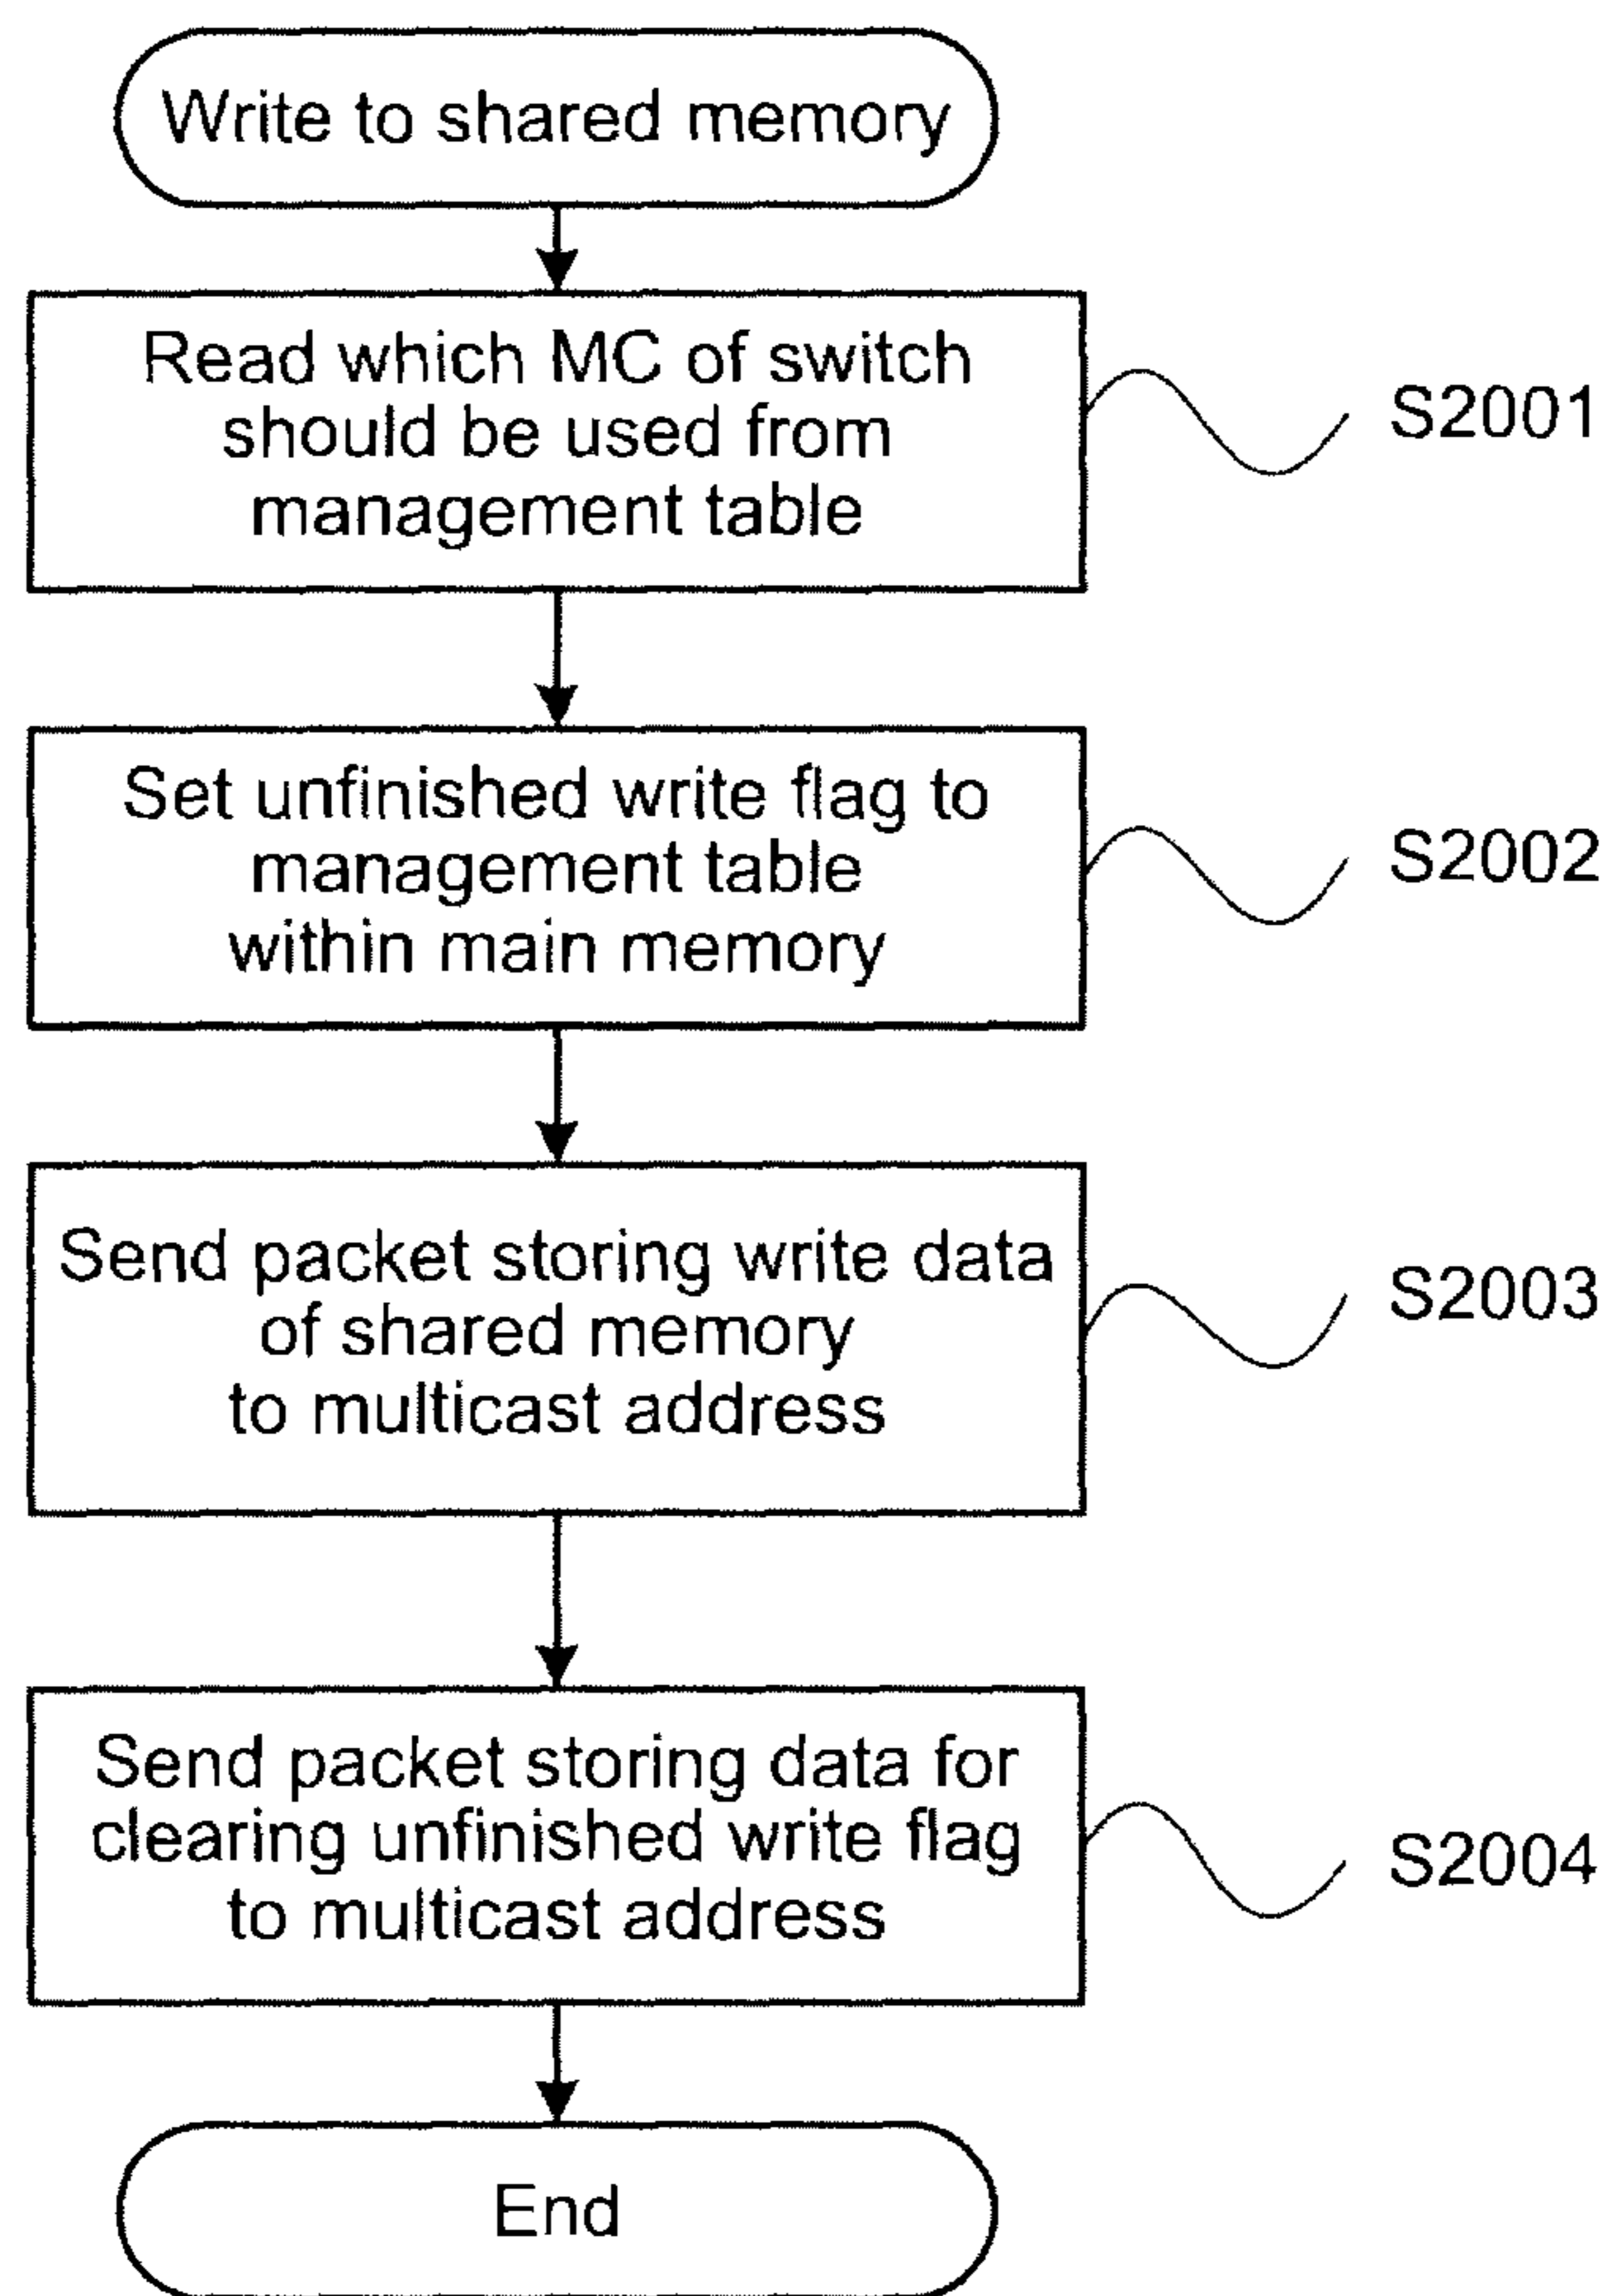 Write to shared memory
Read which MC of switch
should be used from
management table
S2001
Set unfinished write flag to
management table
within main memory
S2002
Send packet storing write data
of shared memory
to multicast address
S2003
Send packet storing data for
clearing unfinished write flag
to multicast address
S2004
End